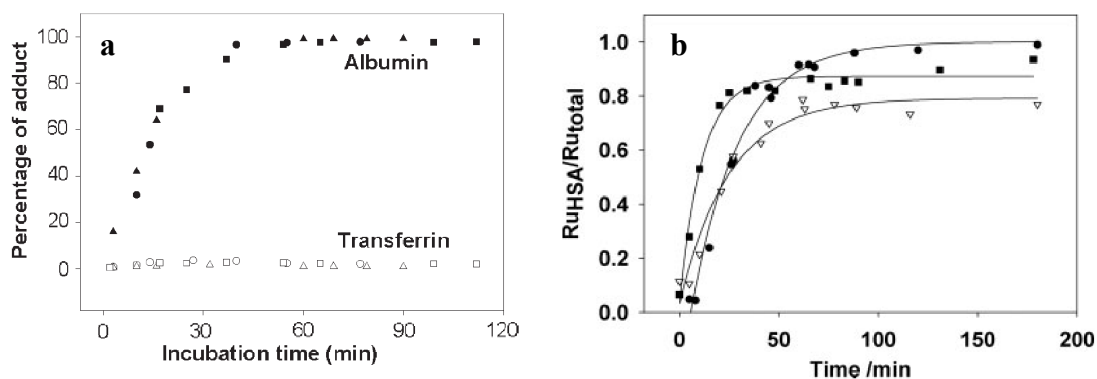 a
Percentage of adduct
100
80
60
40
20
0
Albumin
Transferrin
0 30 60 90 120
Incubation time (min)
b
RuHSA/Rutotal
1.0
0.8
0.6
0.4
0.2
0.0
0 50 100 150 200
Time /min